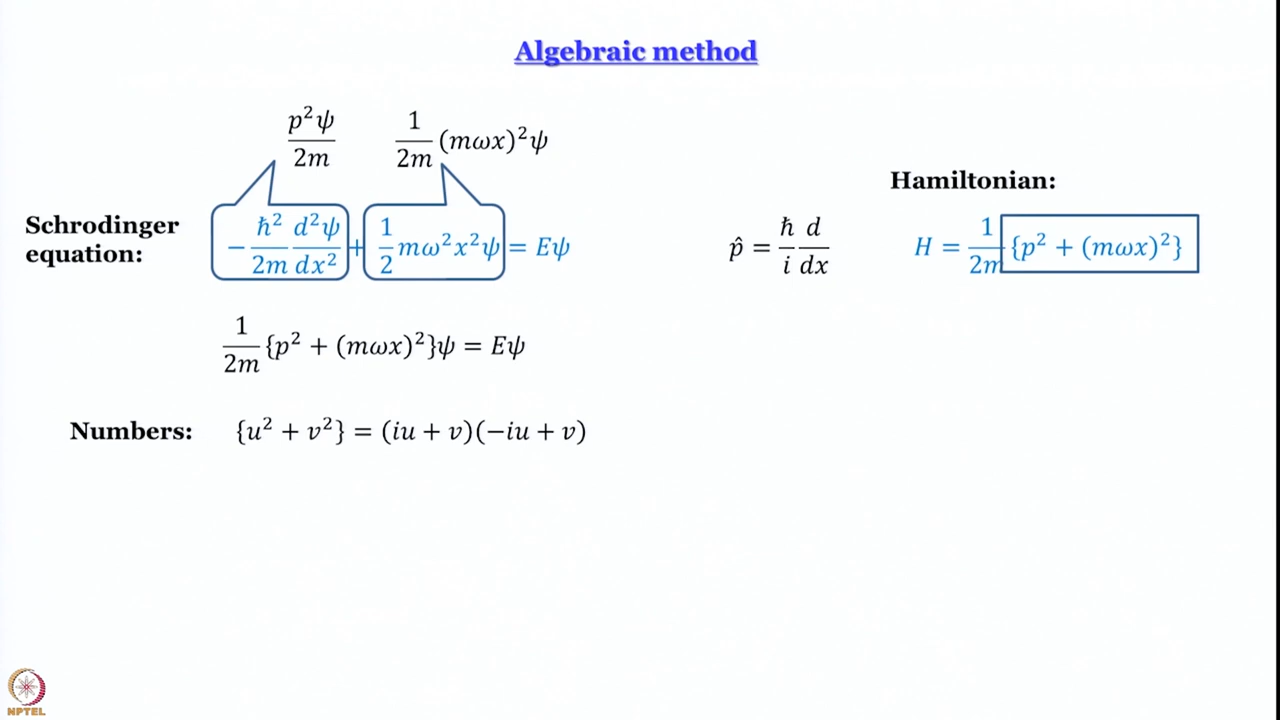 Algebraic method
p²ψ/2m
1/2m (mωx)²ψ
Hamiltonian:
Schrodinger equation:
−ħ²/2m d²ψ/dx² + 1/2 mω²x²ψ = Eψ
p̂ = ħ/i d/dx
H = 1/2m {p² + (mωx)²}
1/2m {p² + (mωx)²}ψ = Eψ
Numbers: {u² + v²} = (iu + v)(−iu + v)
NPTEL